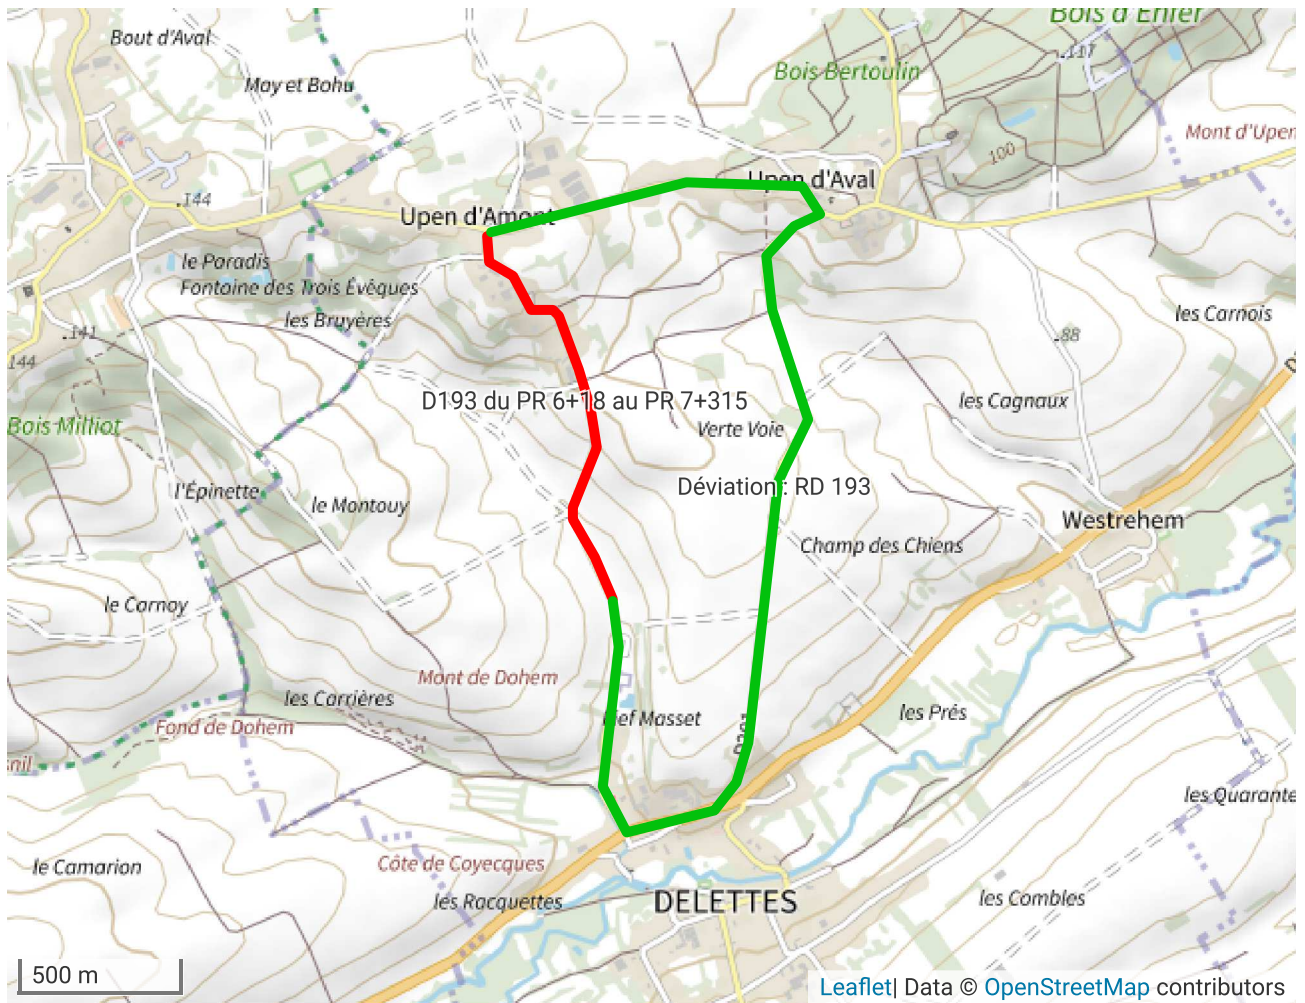 Bois d'Enfer
Bout d'Aval
117
Bois Bertoulin
May et Bohu
Mont d'Upen
100
Upen d'Aval
144
Upen d'Amont
le Paradis
Fontoine des Trois Évêques
les Bruyères
les Carnois
141
88
144
D193 du PR 6+18 au PR 7+315
les Cagnaux
Bois Milliot
Verte Voie
Déviation : RD 193
l'Épinette
le Montouy
Westrehem
Champ des Chiens
le Carnoy
Mont de Dohem
les Carrières
les Prés
Fief Masset
Fond de Dohem
snil
les Quarante
Côte de Coyecques
le Camarion
les Racquettes
DELETTES
les Combles
500 m
Leaflet| Data © OpenStreetMap contributors